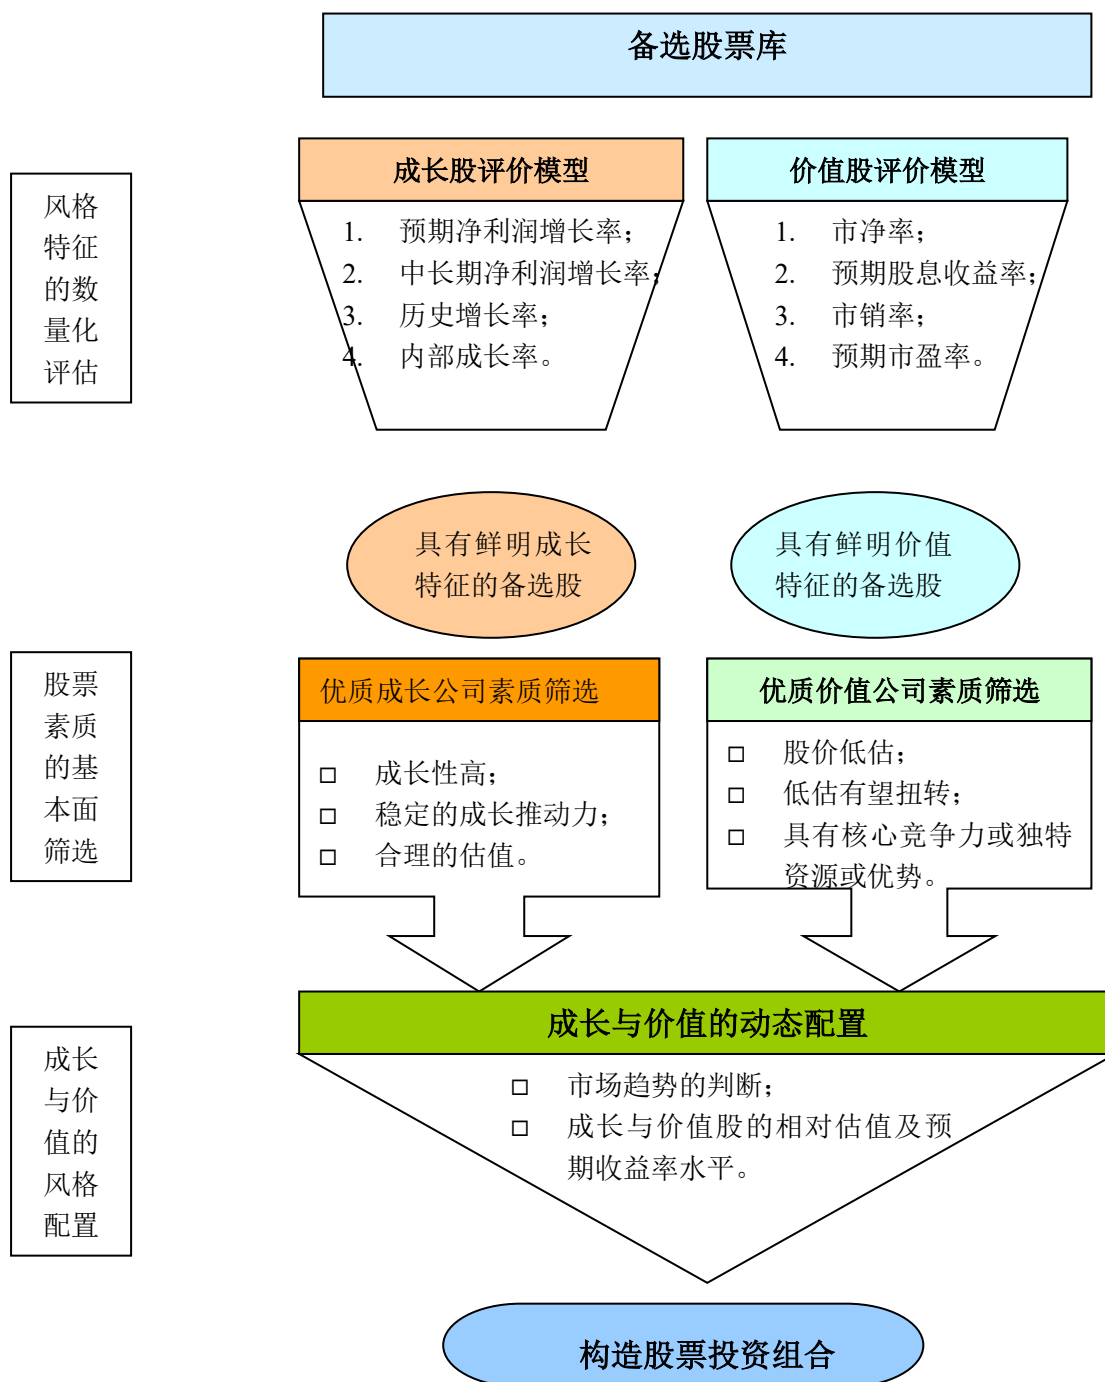 备选股票库
风格
特征
的数
量化
评估
成长股评价模型
1. 预期净利润增长率；
2. 中长期净利润增长率；
3. 历史增长率；
4. 内部成长率。
价值股评价模型
1. 市净率；
2. 预期股息收益率；
3. 市销率；
4. 预期市盈率。
具有鲜明成长
特征的备选股
具有鲜明价值
特征的备选股
股票
素质
的基
本面
筛选
优质成长公司素质筛选
□ 成长性高；
□ 稳定的成长推动力；
□ 合理的估值。
优质价值公司素质筛选
□ 股价低估；
□ 低估有望扭转；
□ 具有核心竞争力或独特
资源或优势。
成长
与价
值的
风格
配置
成长与价值的动态配置
□ 市场趋势的判断；
□ 成长与价值股的相对估值及预
期收益率水平。
构造股票投资组合